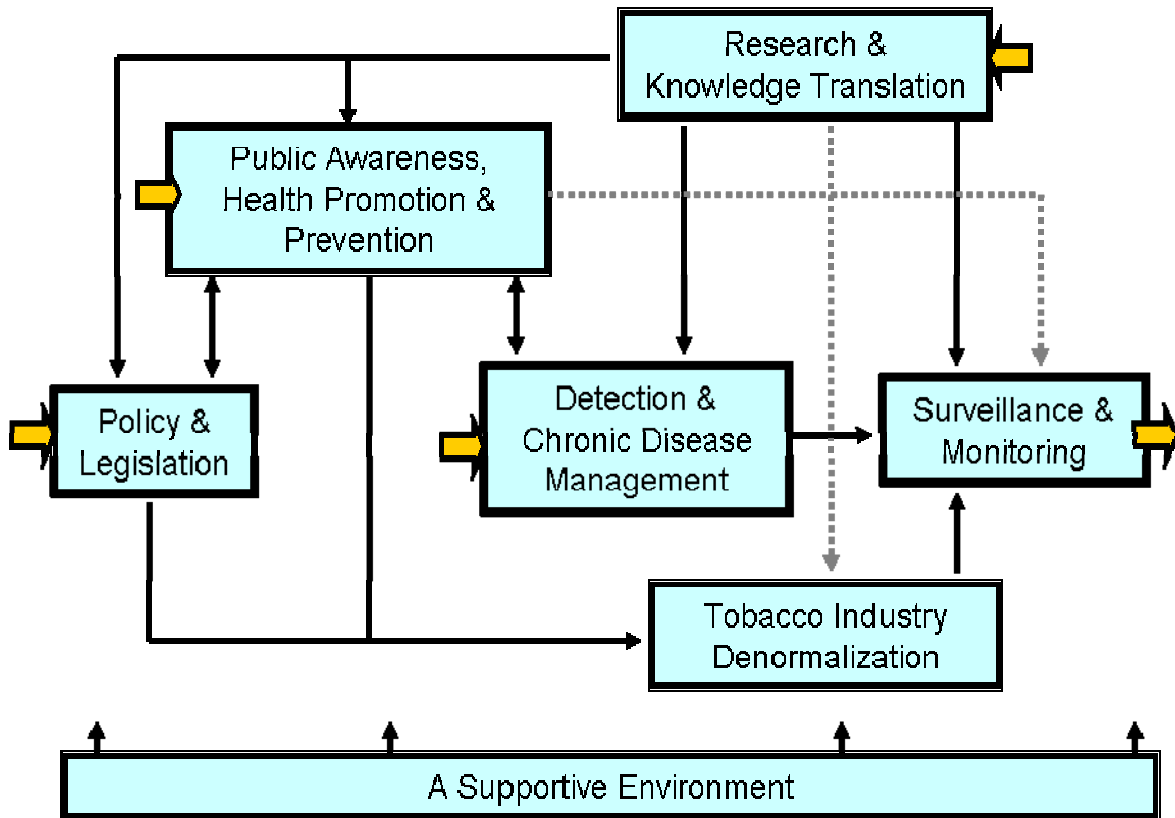 Research &
Knowledge Translation
Public Awareness,
Health Promotion &
Prevention
Policy &
Legislation
Detection &
Chronic Disease
Management
Surveillance &
Monitoring
Tobacco Industry
Denormalization
A Supportive Environment